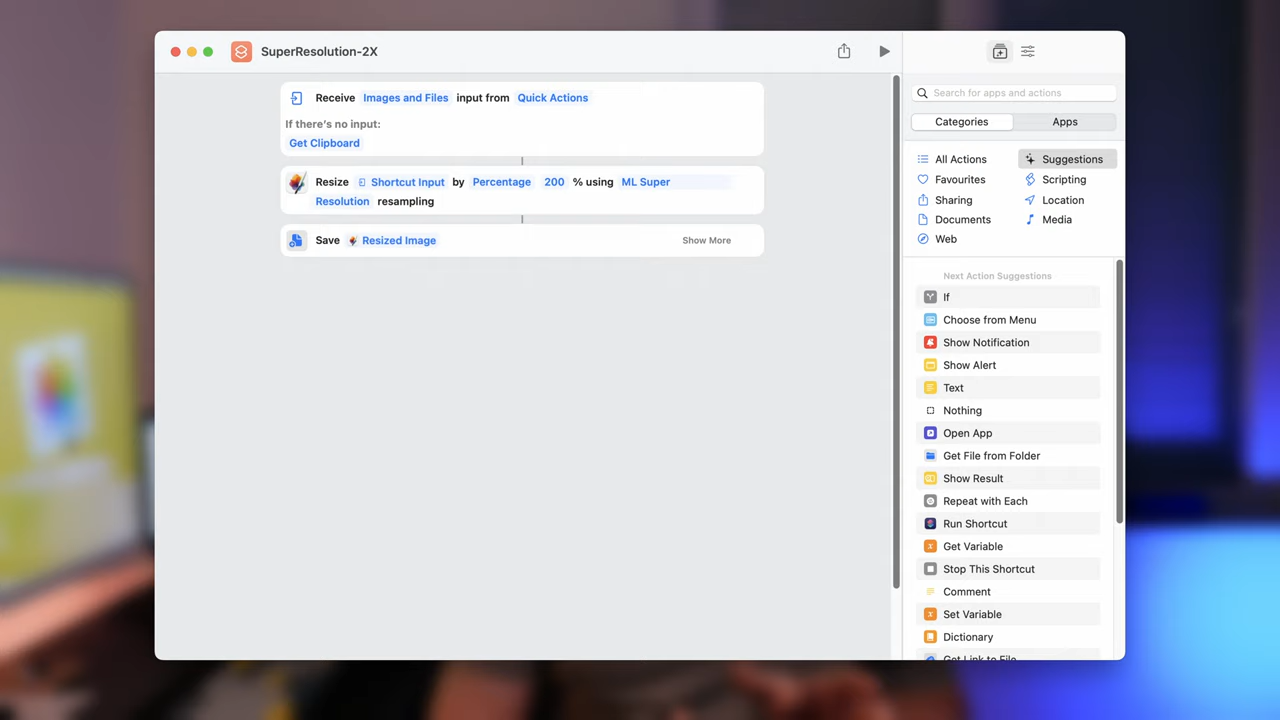 SuperResolution-2X
Receive Images and Files input from Quick Actions
If there's no input:
Get Clipboard
Resize Shortcut Input by Percentage 200 % using ML Super
Resolution resampling
Save Resized Image Show More
Search for apps and actions
Categories Apps
All Actions Suggestions
Favourites Scripting
Sharing Location
Documents Media
Web
Next Action Suggestions
If
Choose from Menu
Show Notification
Show Alert
Text
Nothing
Open App
Get File from Folder
Show Result
Repeat with Each
Run Shortcut
Get Variable
Stop This Shortcut
Comment
Set Variable
Dictionary
Get Link to File